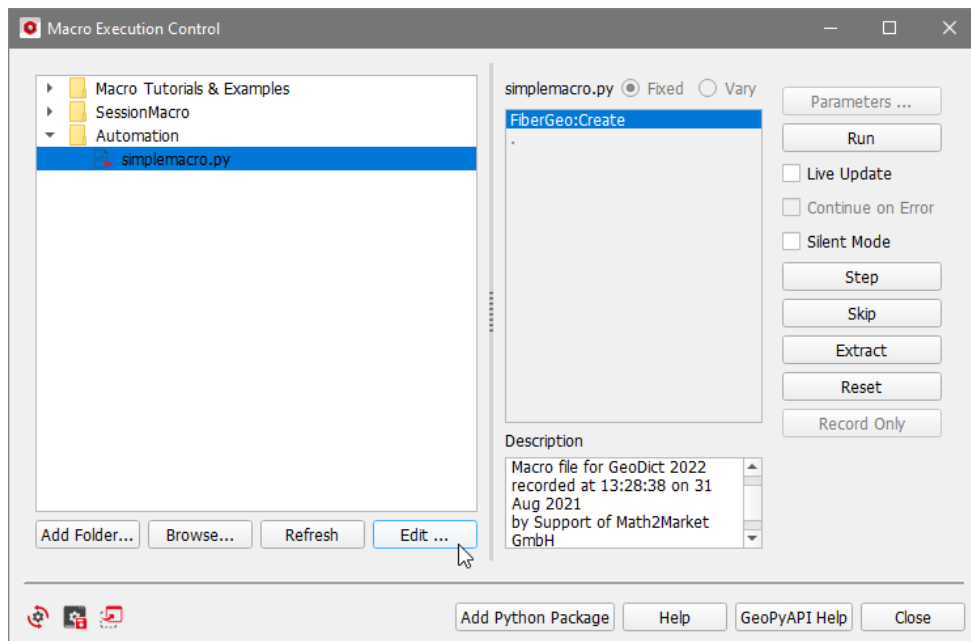 Macro Execution Control
Macro Tutorials & Examples
SessionMacro
Automation
simplemacro.py
Add Folder...
Browse...
Refresh
Edit ...
simplemacro.py
Fixed
Vary
FiberGeo:Create
.
Description
Macro file for GeoDict 2022
recorded at 13:28:38 on 31
Aug 2021
by Support of Math2Market
GmbH
Parameters ...
Run
Live Update
Continue on Error
Silent Mode
Step
Skip
Extract
Reset
Record Only
Add Python Package
Help
GeoPyAPI Help
Close